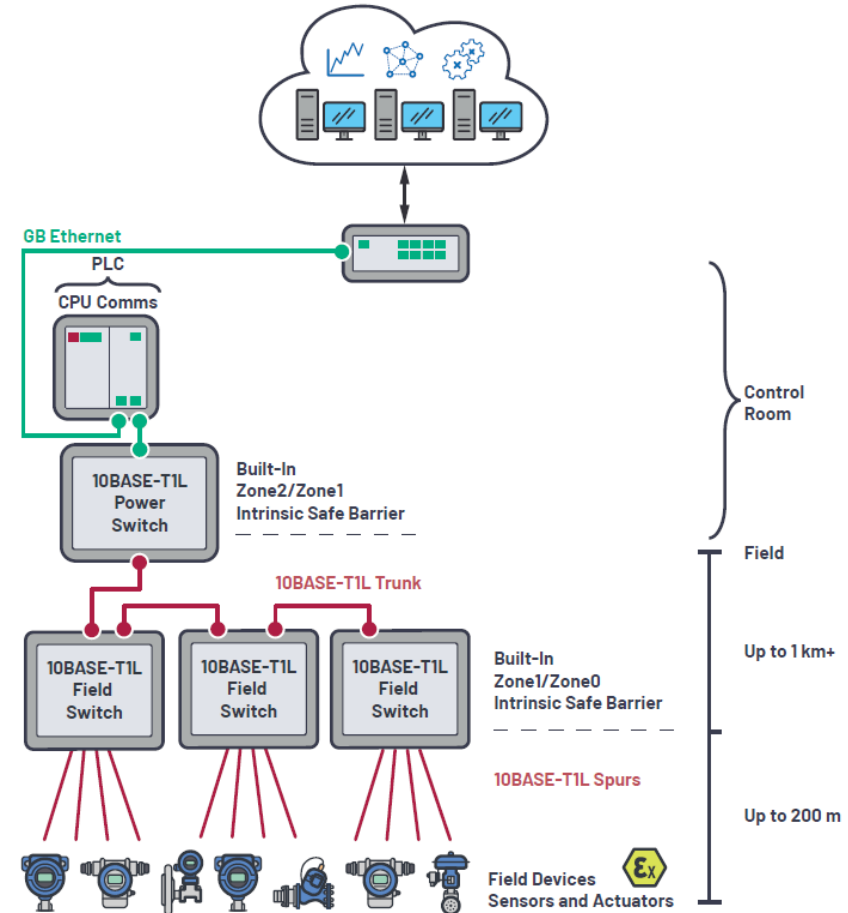 GB Ethernet
PLC
CPU Comms
Control
Room
10BASE-T1L
Power
Switch
Built-In
Zone2/Zone1
Intrinsic Safe Barrier
Field
10BASE-T1L Trunk
10BASE-T1L
Field
Switch
10BASE-T1L
Field
Switch
10BASE-T1L
Field
Switch
Built-In
Zone1/Zone0
Intrinsic Safe Barrier
Up to 1 km+
10BASE-T1L Spurs
Up to 200 m
Field Devices
Sensors and Actuators
εx